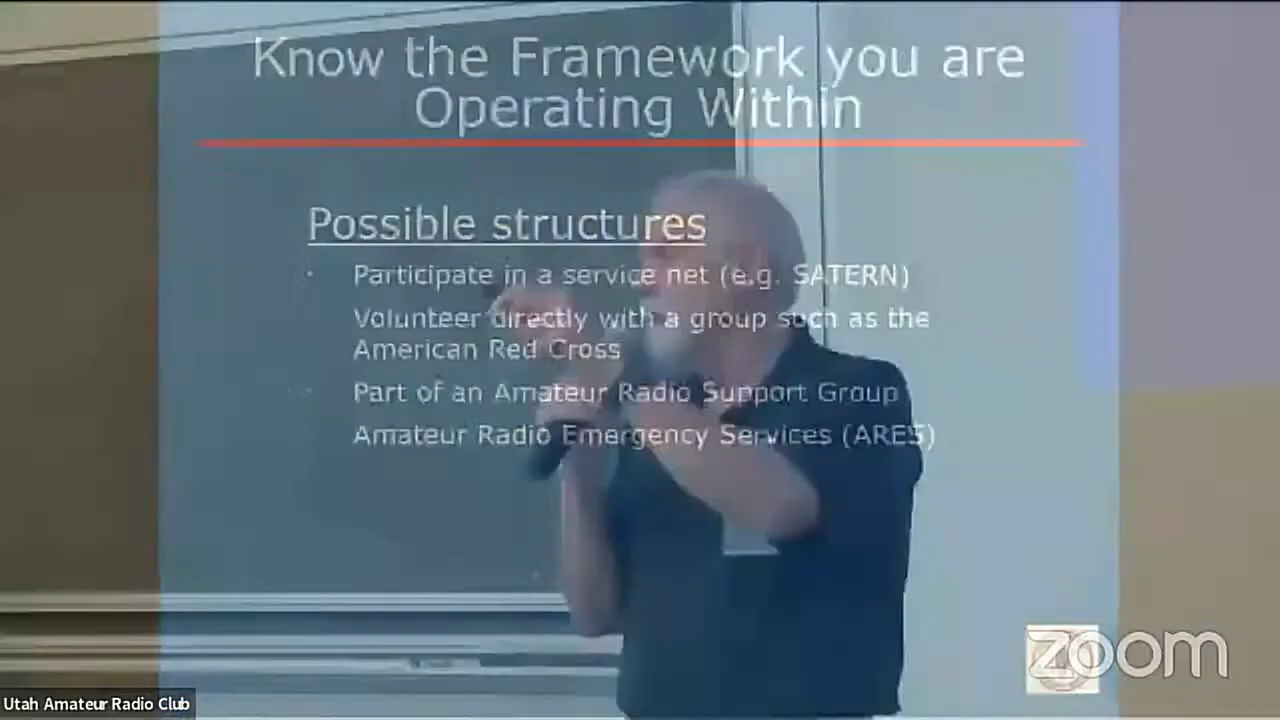 Know the Framework you are
Operating Within
Possible structures
Participate in a service net (e.g. SATERN)
Volunteer directly with a group such as the
American Red Cross
Part of an Amateur Radio Support Group
Amateur Radio Emergency Services (ARES)
zoom
Utah Amateur Radio Club